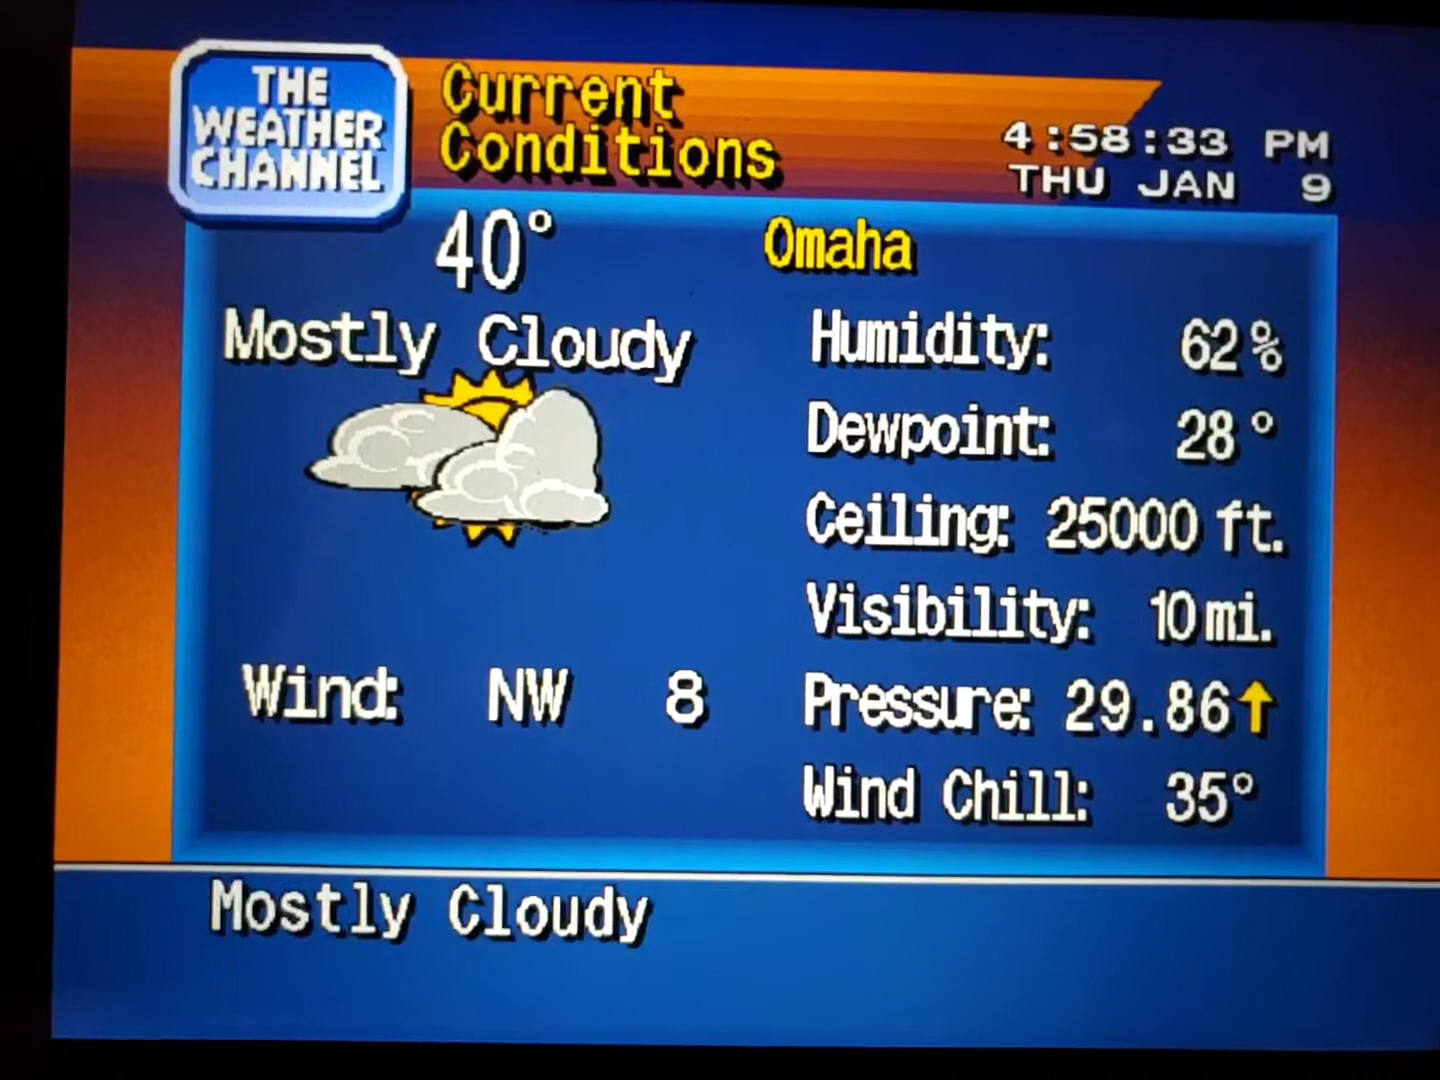 THE
WEATHER
CHANNEL
Current
Conditions
4:58:33 PM
THU JAN 9
40°
Mostly Cloudy
Wind: NW 8
Omaha
Humidity: 62%
Dewpoint: 28°
Ceiling: 25000 ft.
Visibility: 10 mi.
Pressure: 29.86↑
Wind Chill: 35°
Mostly Cloudy